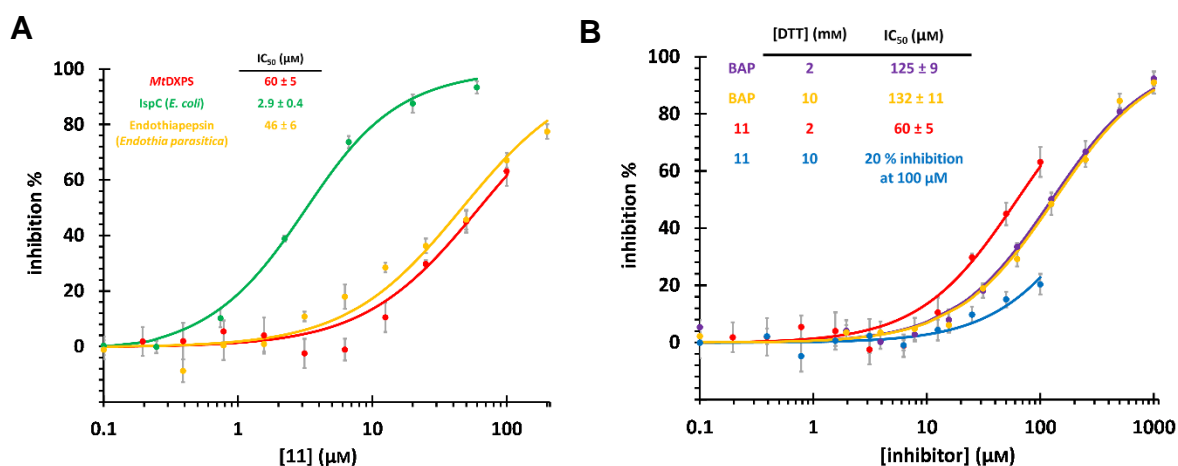 A
IC50 (µM)
MtDXPS 60 ± 5
IspC (E. coli) 2.9 ± 0.4
Endothiapepsin 46 ± 6
(Endothia parasitica)
inhibition %
100
80
60
40
20
0
0.1 1 10 100
[11] (µM)
B
[DTT] (mM) IC50 (µM)
BAP 2 125 ± 9
BAP 10 132 ± 11
11 2 60 ± 5
11 10 20 % inhibition
at 100 µM
inhibition %
100
80
60
40
20
0
0.1 1 10 100 1000
[inhibitor] (µM)